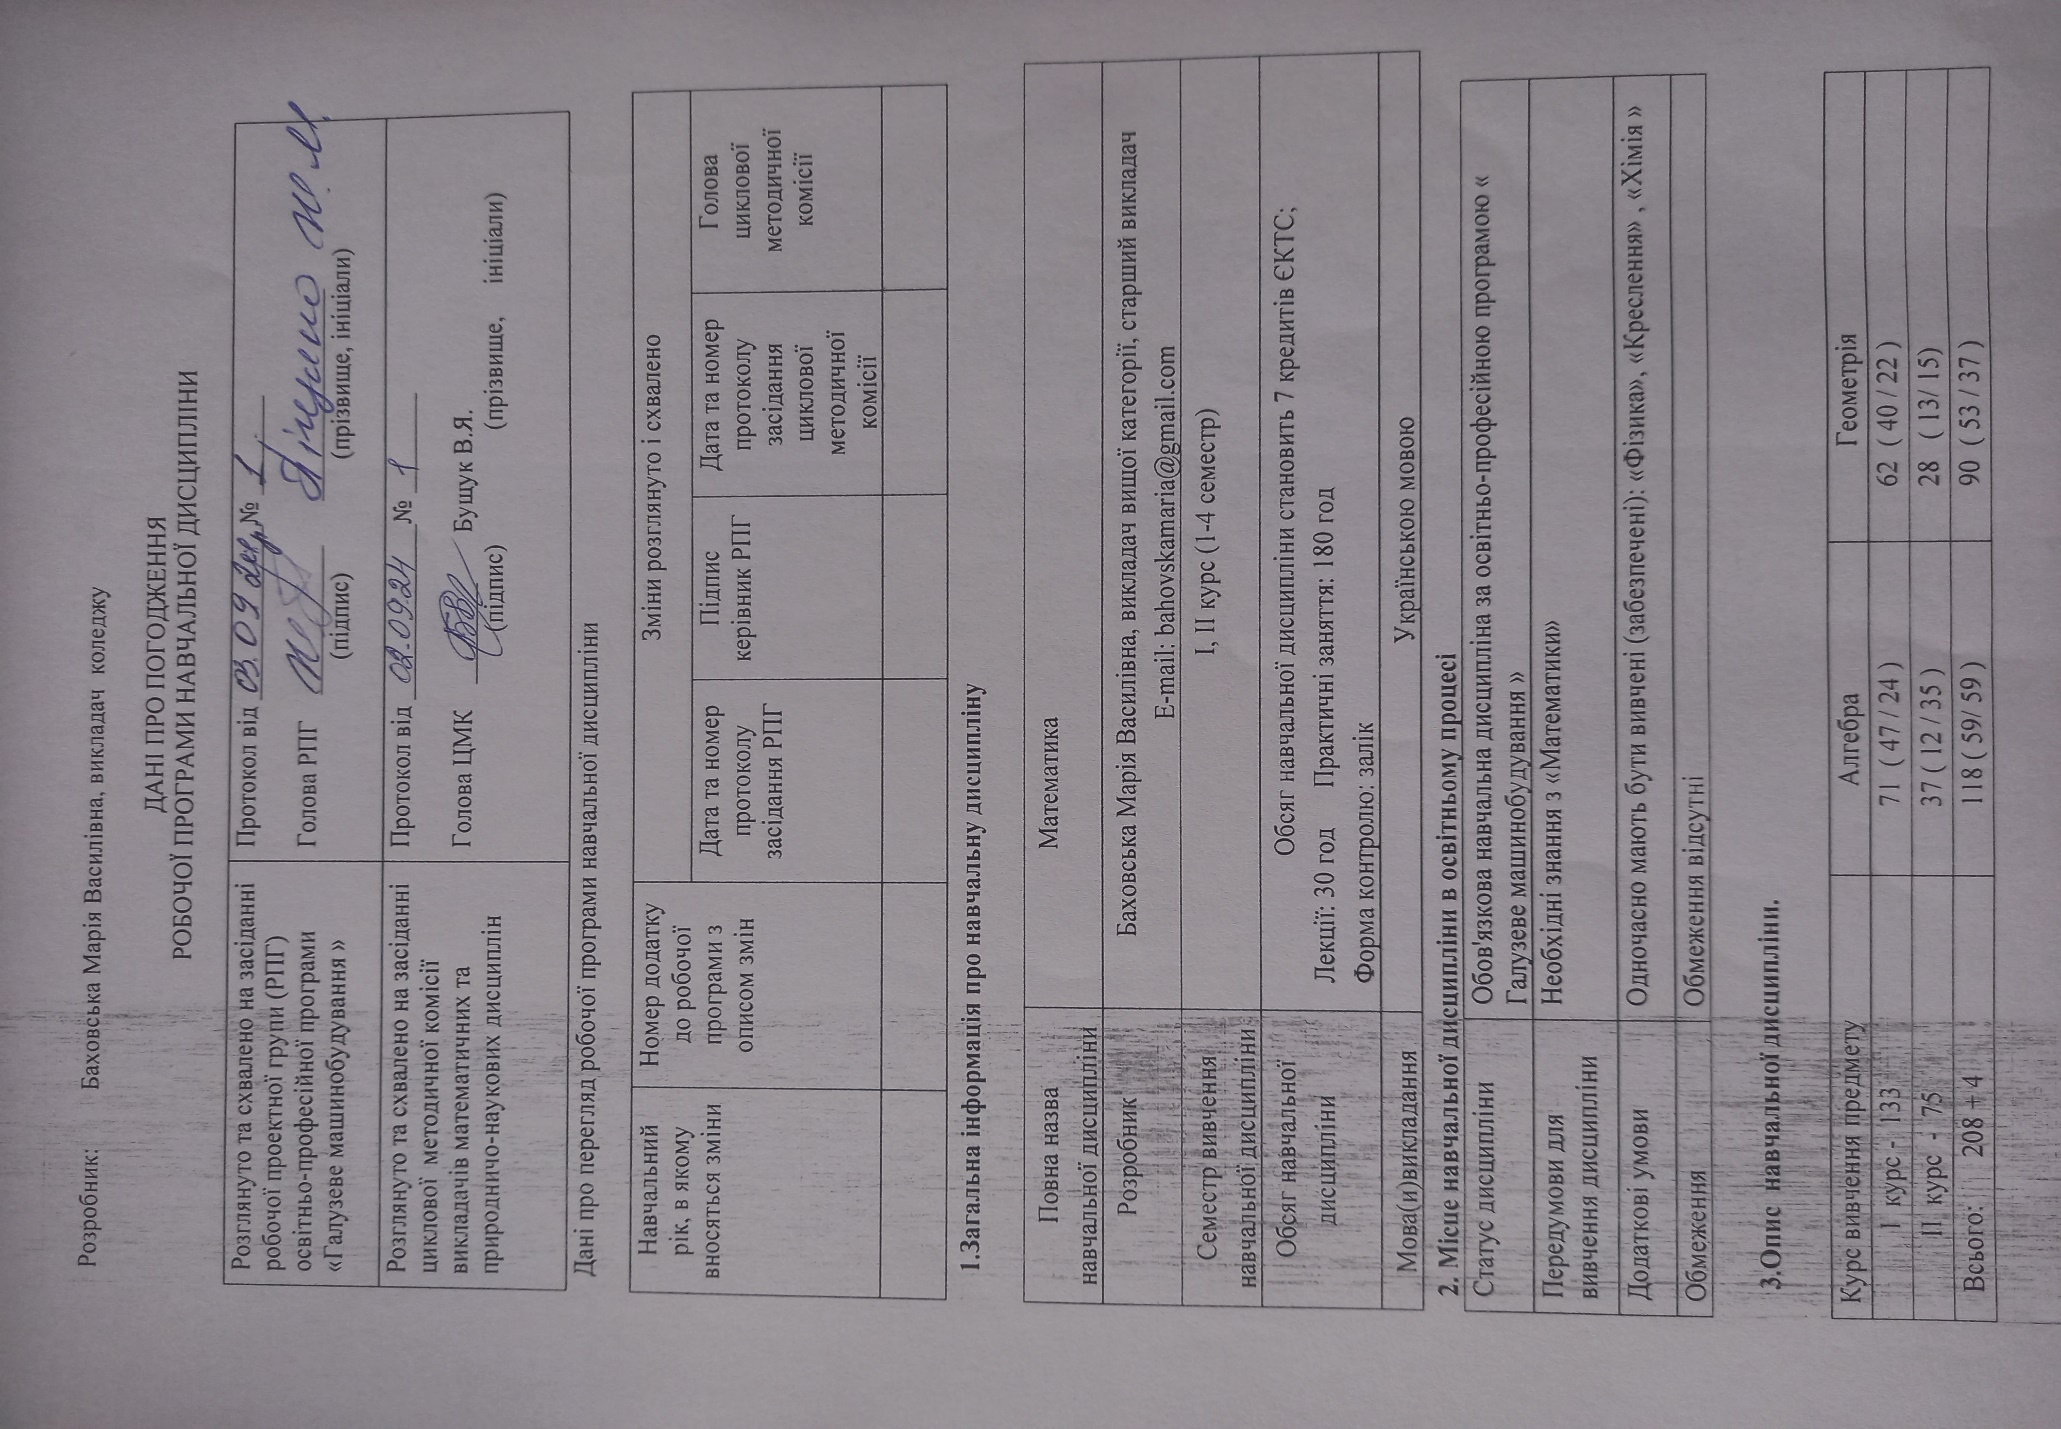 Розробник: Баховська Марія Василівна, викладач коледжу
ДАНІ ПРО ПОГОДЖЕННЯ
РОБОЧОЇ ПРОГРАМИ НАВЧАЛЬНОЇ ДИСЦИПЛІНИ
Розглянуто та схвалено на засіданні
робочої проектної групи (РПГ)
освітньо-професійної програми
«Галузеве машинобудування »
Протокол від 03.09 № 1
Голова РПГ
(підпис) (прізвище, ініціали)
Розглянуто та схвалено на засіданні
циклової методичної комісії
викладачів математичних та
природничо-наукових дисциплін
Протокол від 02.09.24 № 1
Голова ЦМК Бущук В.Я.
(підпис) (прізвище, ініціали)
Дані про перегляд робочої програми навчальної дисципліни
Навчальний
рік, в якому
вносяться зміни
Номер додатку
до робочої
програми з
описом змін
Зміни розглянуто і схвалено
Дата та номер
протоколу
засідання РПГ
Підпис
керівник РПГ
Дата та номер
протоколу
засідання
циклової
методичної
комісії
Голова
циклової
методичної
комісії
1.Загальна інформація про навчальну дисципліну
Повна назва
навчальної дисципліни
Математика
Розробник
Баховська Марія Василівна, викладач вищої категорії, старший викладач
E-mail: bahovskamaria@gmail.com
Семестр вивчення
навчальної дисципліни
І, ІІ курс (1-4 семестр)
Обсяг навчальної
дисципліни
Обсяг навчальної дисципліни становить 7 кредитів ЄКТС;
Лекції: 30 год Практичні заняття: 180 год
Форма контролю: залік
Мова(и)викладання
Українською мовою
2. Місце навчальної дисципліни в освітньому процесі
Статус дисципліни
Обов'язкова навчальна дисципліна за освітньо-професійною програмою «
Галузеве машинобудування »
Передумови для
вивчення дисципліни
Необхідні знання з «Математики»
Додаткові умови
Одночасно мають бути вивчені (забезпечені): «Фізика», «Креслення» , «Хімія »
Обмеження
Обмеження відсутні
3.Опис навчальної дисципліни.
Курс вивчення предмету Алгебра Геометрія
І курс - 133 71 ( 47 / 24 ) 62 ( 40 / 22 )
ІІІ курс - 75 37 ( 12 / 35 ) 28 ( 13/ 15)
Всього: 208 + 4 118 ( 59/ 59 ) 90 ( 53 / 37 )